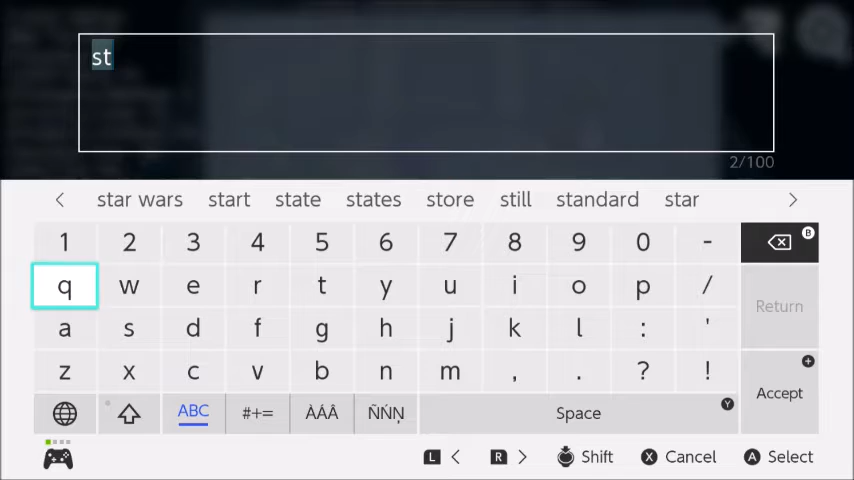 st
2/100
< star wars start state states store still standard star >
1 2 3 4 5 6 7 8 9 0 - B
q w e r t y u i o p / Return
a s d f g h j k l : '
z x c v b n m , . ? ! + Accept
ABC #+= ÀÁÂ ÑŃŅ Space Y
L < R > Shift X Cancel A Select